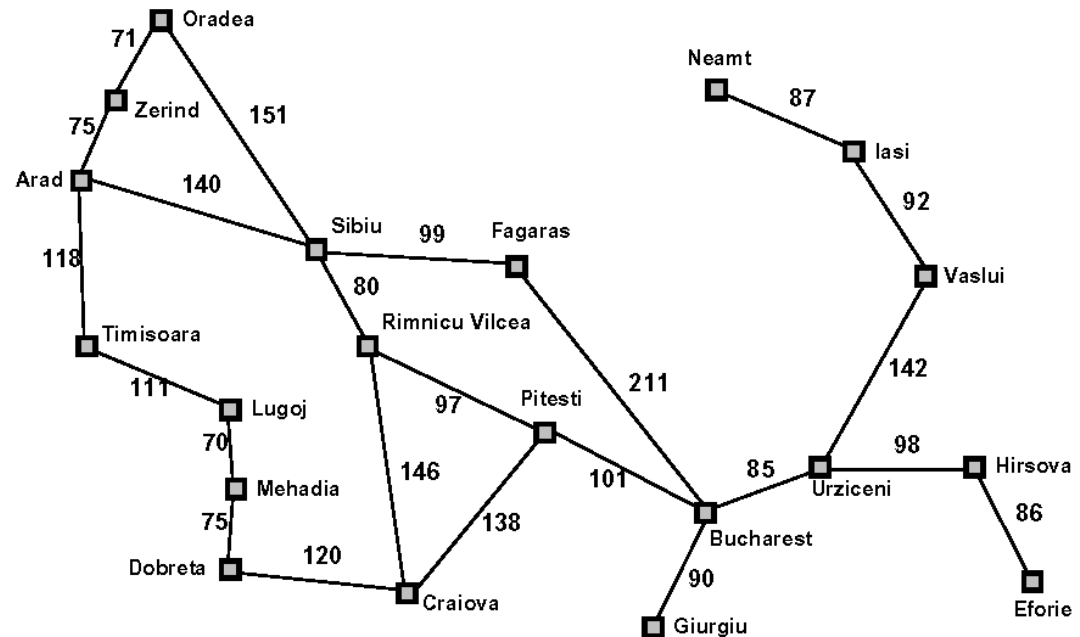 Oradea
71
Neamt
87
Zerind
151
75
Iasi
Arad
140
92
Sibiu
99
Fagaras
118
80
Vaslui
Timisoara
Rimnicu Vilcea
142
111
211
Lugoj
97
Pitesti
70
98
Hirsova
146
101
85
Urziceni
Mehadia
75
138
86
Bucharest
Dobreta
120
90
Craiova
Eforie
Giurgiu